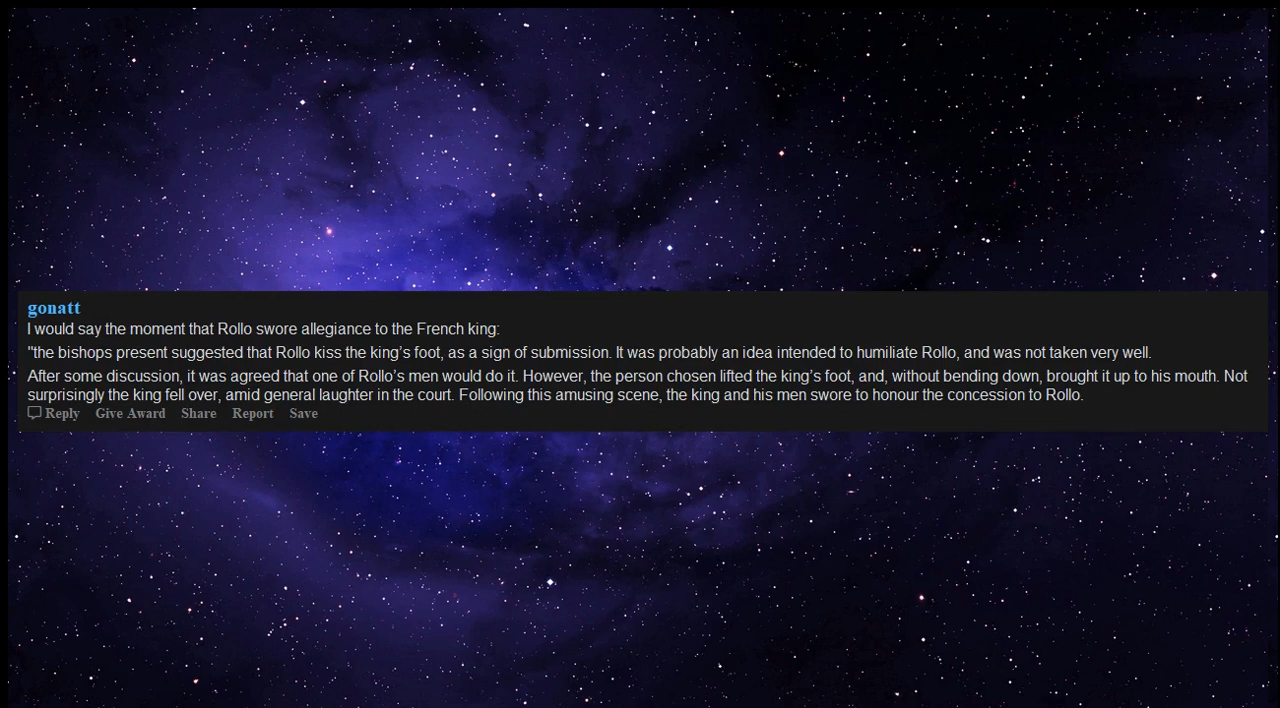 gonatt
I would say the moment that Rollo swore allegiance to the French king:
"the bishops present suggested that Rollo kiss the king’s foot, as a sign of submission. It was probably an idea intended to humiliate Rollo, and was not taken very well.
After some discussion, it was agreed that one of Rollo’s men would do it. However, the person chosen lifted the king’s foot, and, without bending down, brought it up to his mouth. Not
surprisingly the king fell over, amid general laughter in the court. Following this amusing scene, the king and his men swore to honour the concession to Rollo.
Reply Give Award Share Report Save